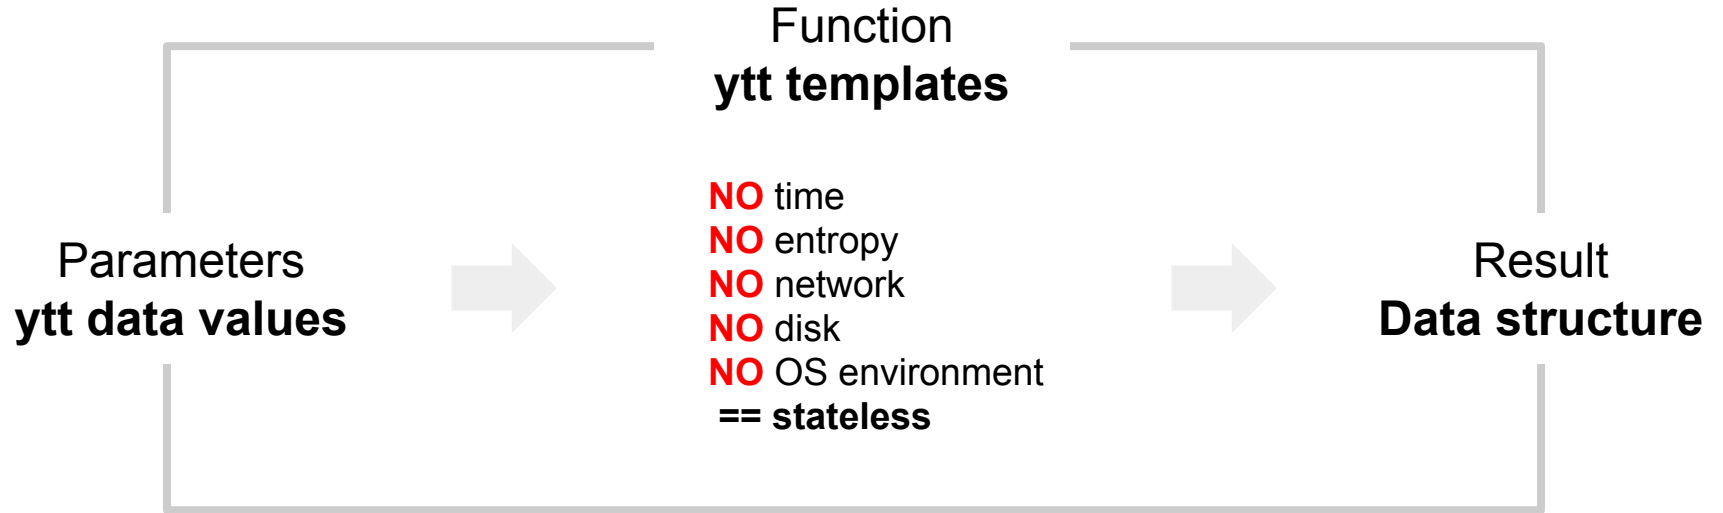 Function
ytt templates
Parameters
ytt data values
NO time
NO entropy
NO network
NO disk
NO OS environment
== stateless
Result
Data structure